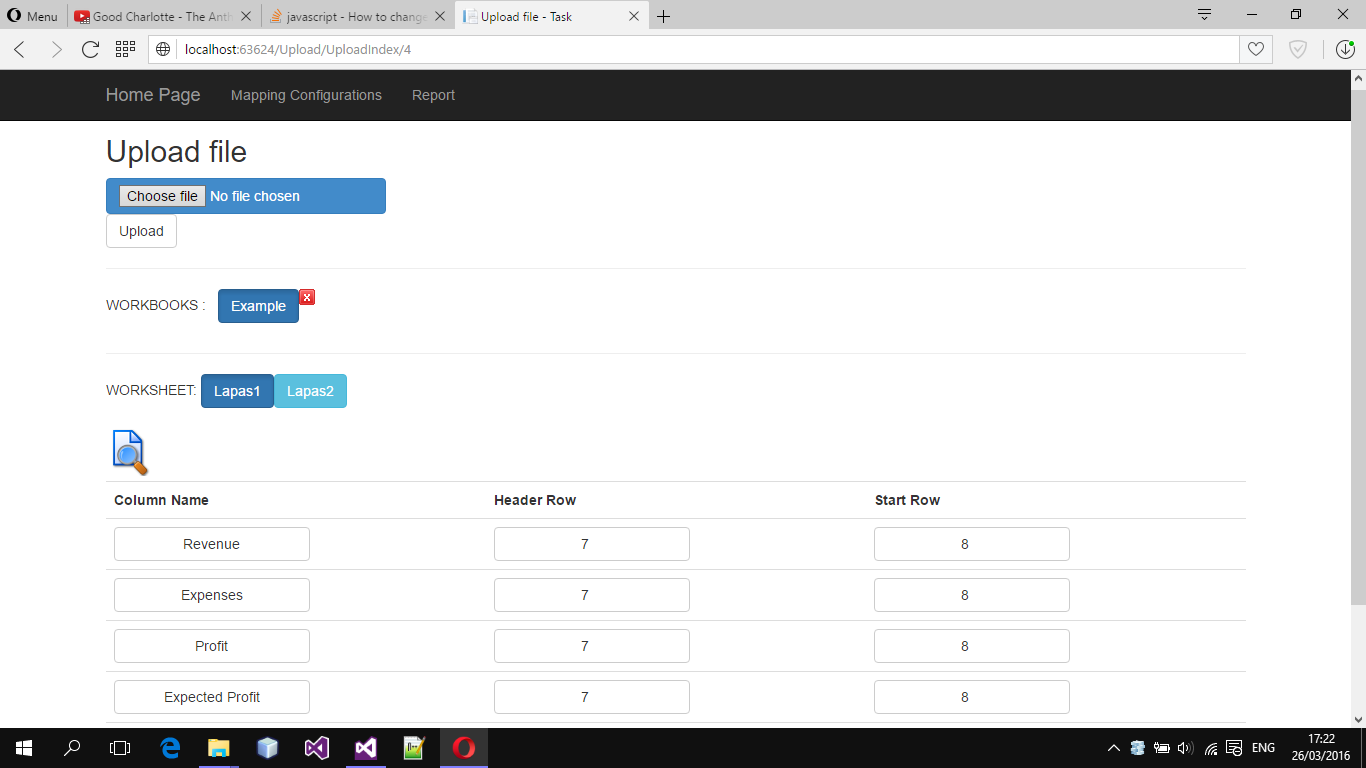 Menu Good Charlotte - The Anth javascript - How to change Upload file - Task
localhost:63624/Upload/UploadIndex/4
Home Page Mapping Configurations Report
Upload file
Choose file No file chosen
Upload
WORKBOOKS : Example x
WORKSHEET: Lapas1 Lapas2
Column Name Header Row Start Row
Revenue 7 8
Expenses 7 8
Profit 7 8
Expected Profit 7 8
ENG 17:22
26/03/2016